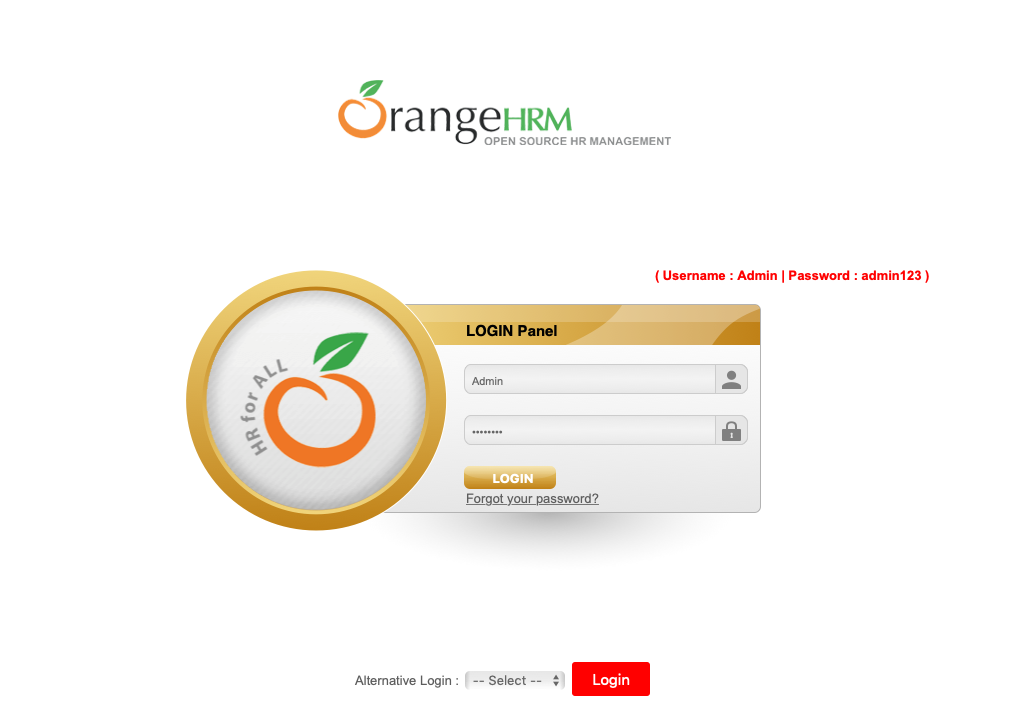 OrangeHRM
OPEN SOURCE HR MANAGEMENT
( Username : Admin | Password : admin123 )
LOGIN Panel
HR for ALL
Admin
••••••••
LOGIN
Forgot your password?
Alternative Login : -- Select -- Login